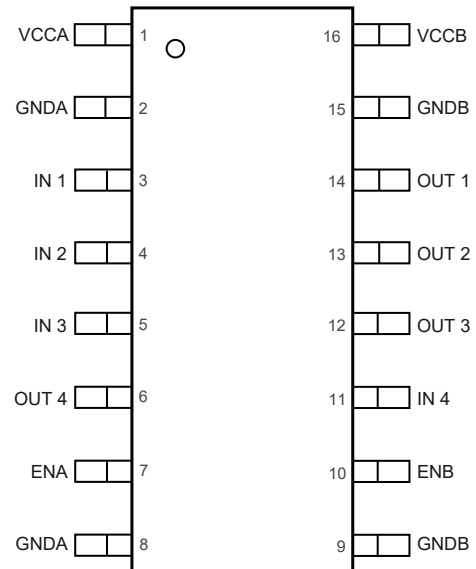 VCCA 1 16 VCCB
GNDA 2 15 GNDB
IN 1 3 14 OUT 1
IN 2 4 13 OUT 2
IN 3 5 12 OUT 3
OUT 4 6 11 IN 4
ENA 7 10 ENB
GNDA 8 9 GNDB